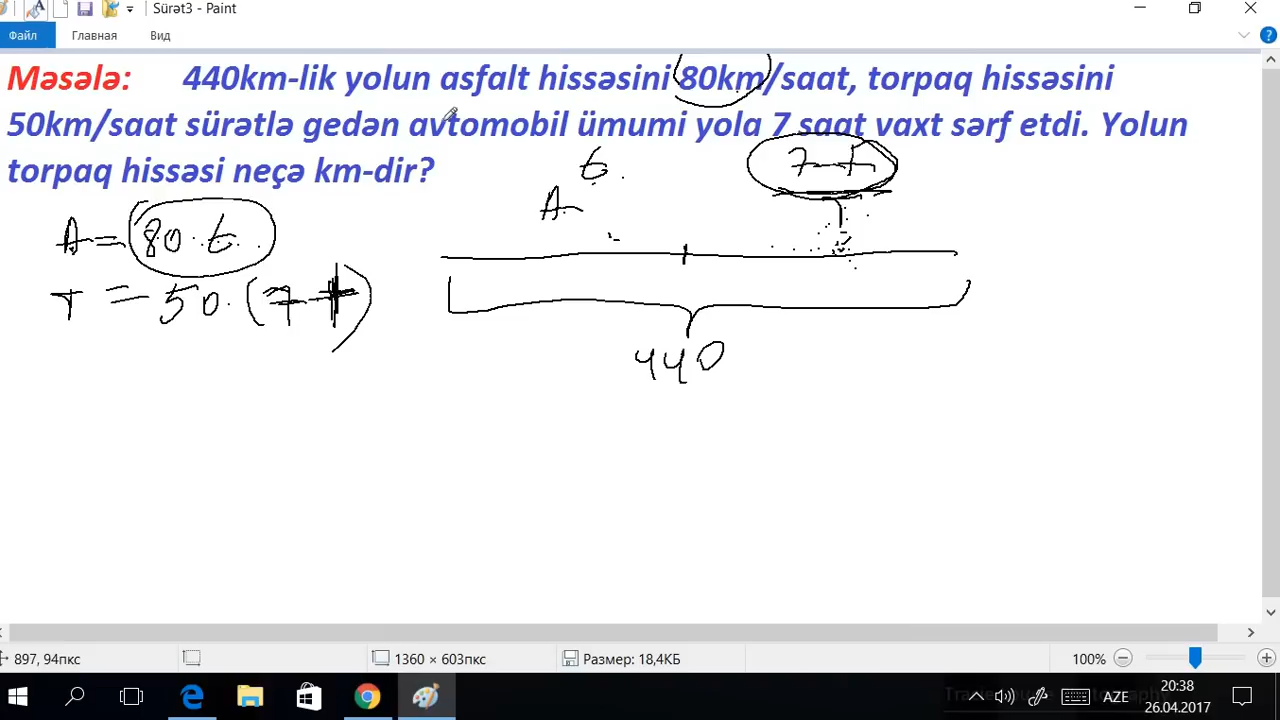 Sürət3 - Paint
Файл Главная Вид
Məsələ: 440km-lik yolun asfalt hissəsini 80km/saat, torpaq hissəsini
50km/saat sürətlə gedən avtomobil ümumi yola 7 saat vaxt sərf etdi. Yolun
torpaq hissəsi neçə km-dir?
t 7-t
A
A = 80·t
T = 50·(7-t)
440
897, 94пкс 1360 × 603пкс Размер: 18,4КБ 100%
AZE 20:38
26.04.2017